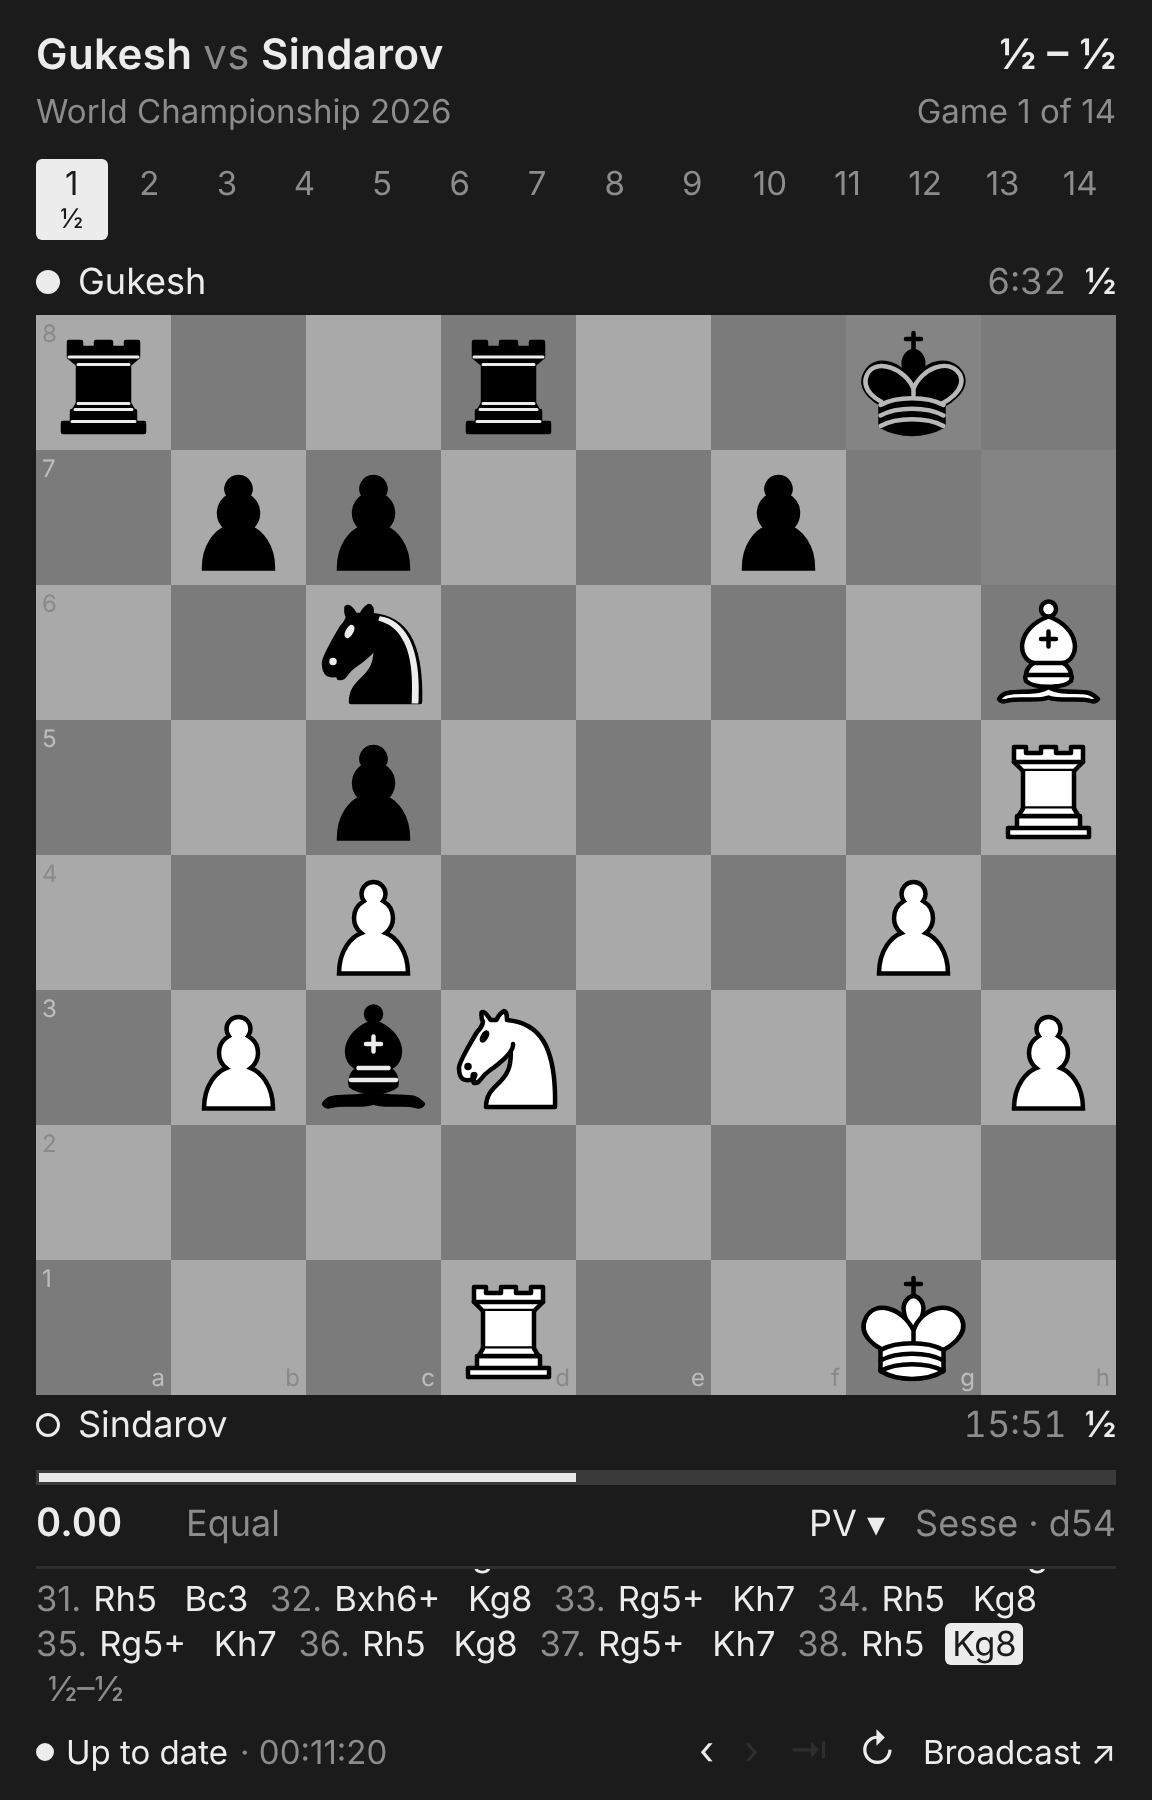 Gukesh vs Sindarov ½ – ½
World Championship 2026 Game 1 of 14
1 2 3 4 5 6 7 8 9 10 11 12 13 14
½
Gukesh 6:32 ½
8
7
6
5
4
3
2
1
a b c d e f g h
Sindarov 15:51 ½
0.00 Equal PV ▾ Sesse · d54
31. Rh5 Bc3 32. Bxh6+ Kg8 33. Rg5+ Kh7 34. Rh5 Kg8
35. Rg5+ Kh7 36. Rh5 Kg8 37. Rg5+ Kh7 38. Rh5 Kg8
½–½
Up to date · 00:11:20 ‹ › ⇥ ↻ Broadcast ↗